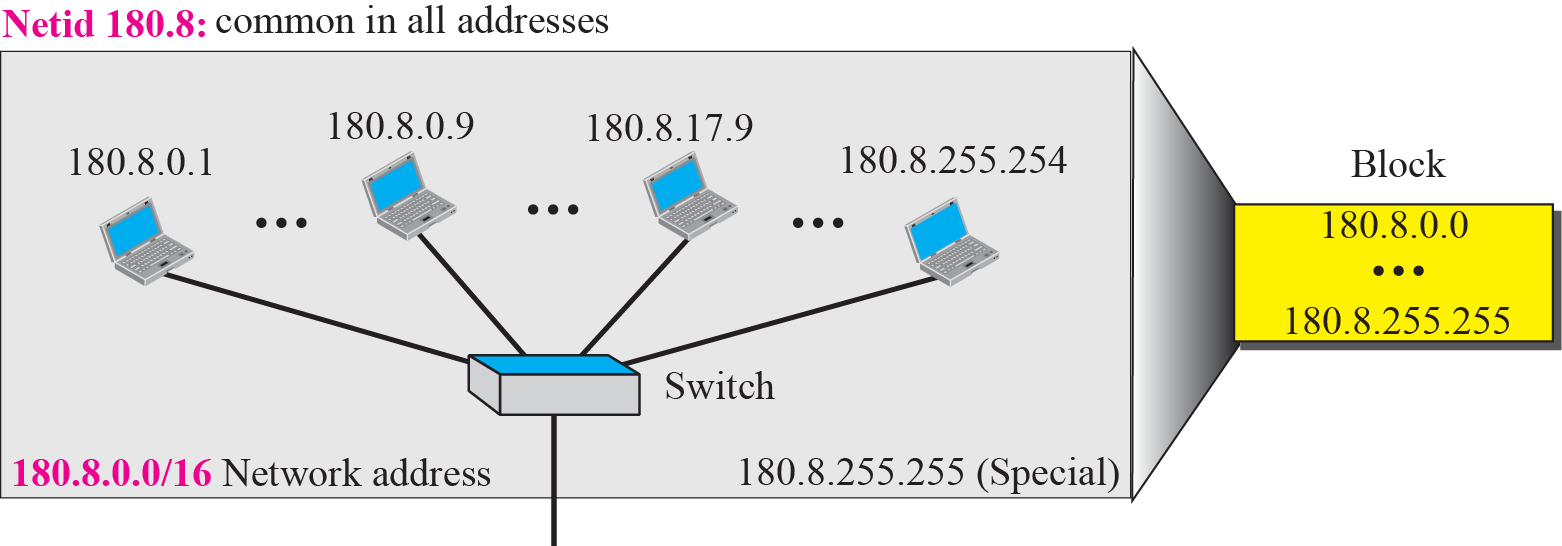 Netid 180.8: common in all addresses
180.8.0.1
180.8.0.9
180.8.17.9
180.8.255.254
Switch
180.8.0.0/16 Network address
180.8.255.255 (Special)
Block
180.8.0.0
•••
180.8.255.255